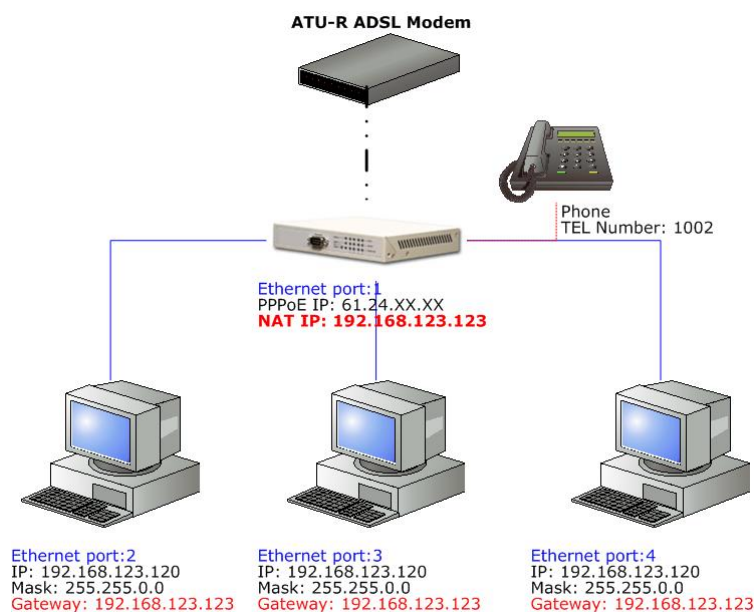 ATU-R ADSL Modem
Phone
TEL Number: 1002
Ethernet port:1
PPPoE IP: 61.24.XX.XX
NAT IP: 192.168.123.123
Ethernet port:2
IP: 192.168.123.120
Mask: 255.255.0.0
Gateway: 192.168.123.123
Ethernet port:3
IP: 192.168.123.120
Mask: 255.255.0.0
Gateway: 192.168.123.123
Ethernet port:4
IP: 192.168.123.120
Mask: 255.255.0.0
Gateway: 192.168.123.123